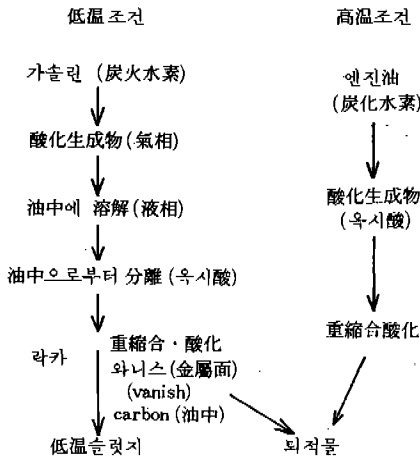 低温조건
高温조건
가솔린 (炭火水素)
엔진油
(炭化水素)
酸化生成物(氣相)
酸化生成物
(옥시酸)
油中에 溶解(液相)
油中으로부터 分離(옥시酸)
重縮合酸化
락카
重縮合·酸化
와니스(金屬面)
(vanish)
carbon(油中)
低温슬럿지
퇴적물